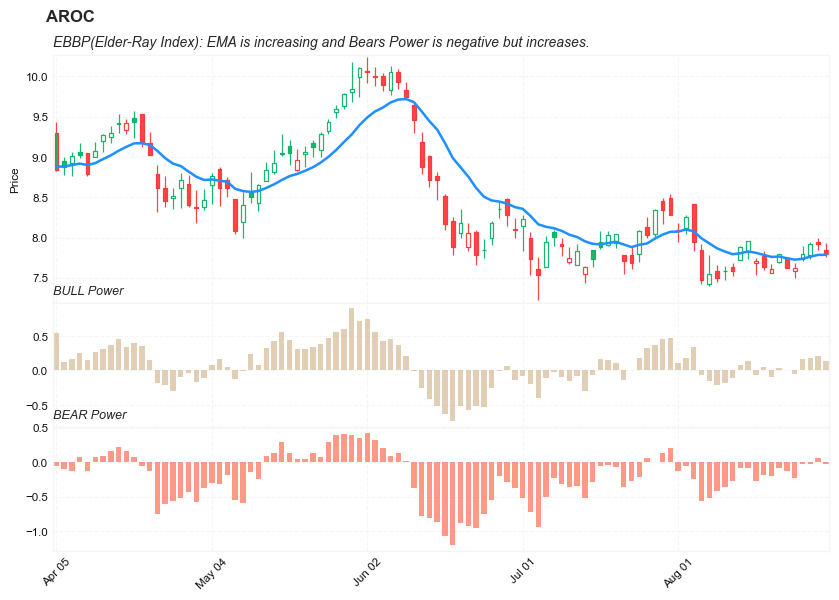 AROC
EBBP(Elder-Ray Index): EMA is increasing and Bears Power is negative but increases.
10.0
9.5
9.0
Price
8.5
8.0
7.5
BULL Power
0.5
0.0
−0.5
BEAR Power
0.5
0.0
−0.5
−1.0
Apr 05
May 04
Jun 02
Jul 01
Aug 01